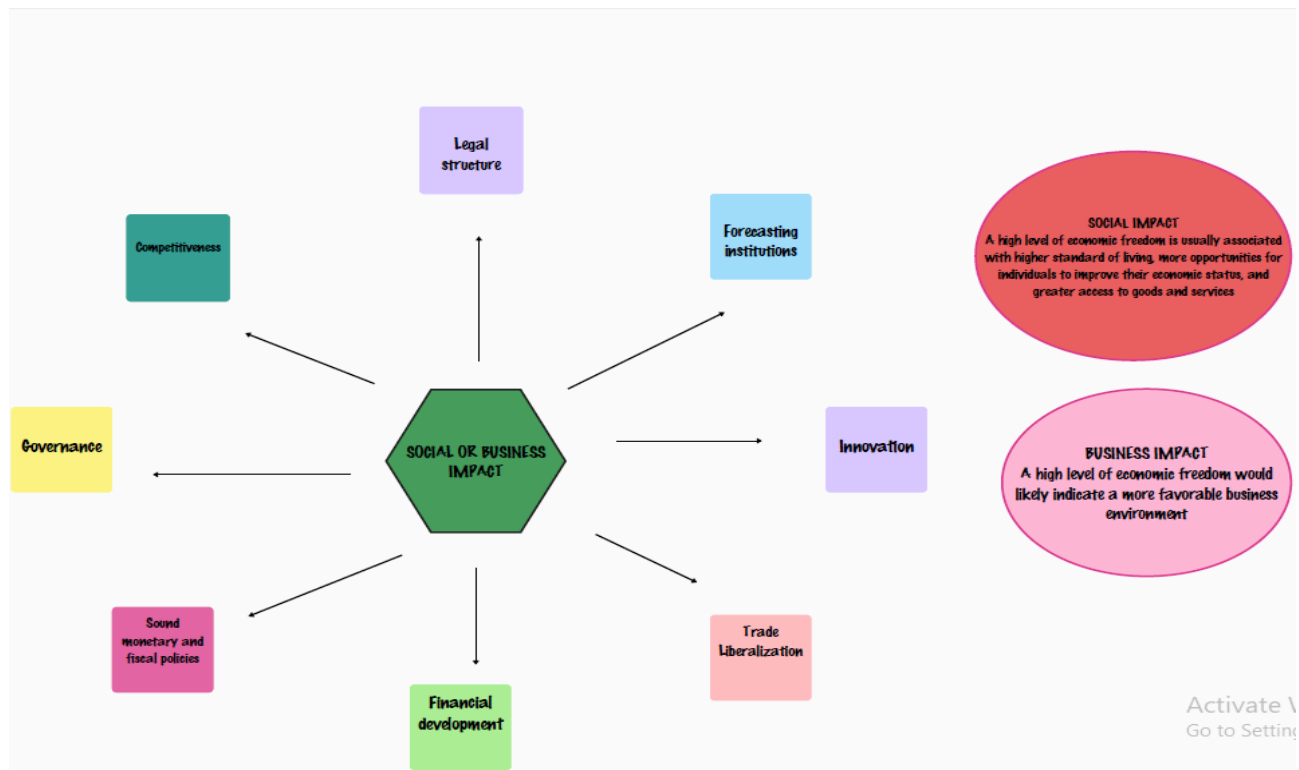 Legal
structure
Forecasting
institutions
Competitiveness
SOCIAL IMPACT
A high level of economic freedom is usually associated
with higher standard of living, more opportunities for
individuals to improve their economic status, and
greater access to goods and services
Governance
SOCIAL OR BUSINESS
IMPACT
Innovation
BUSINESS IMPACT
A high level of economic freedom would
likely indicate a more favorable business
environment
Sound
monetary and
fiscal policies
Trade
Liberalization
Financial
development
Activate
Go to Setting